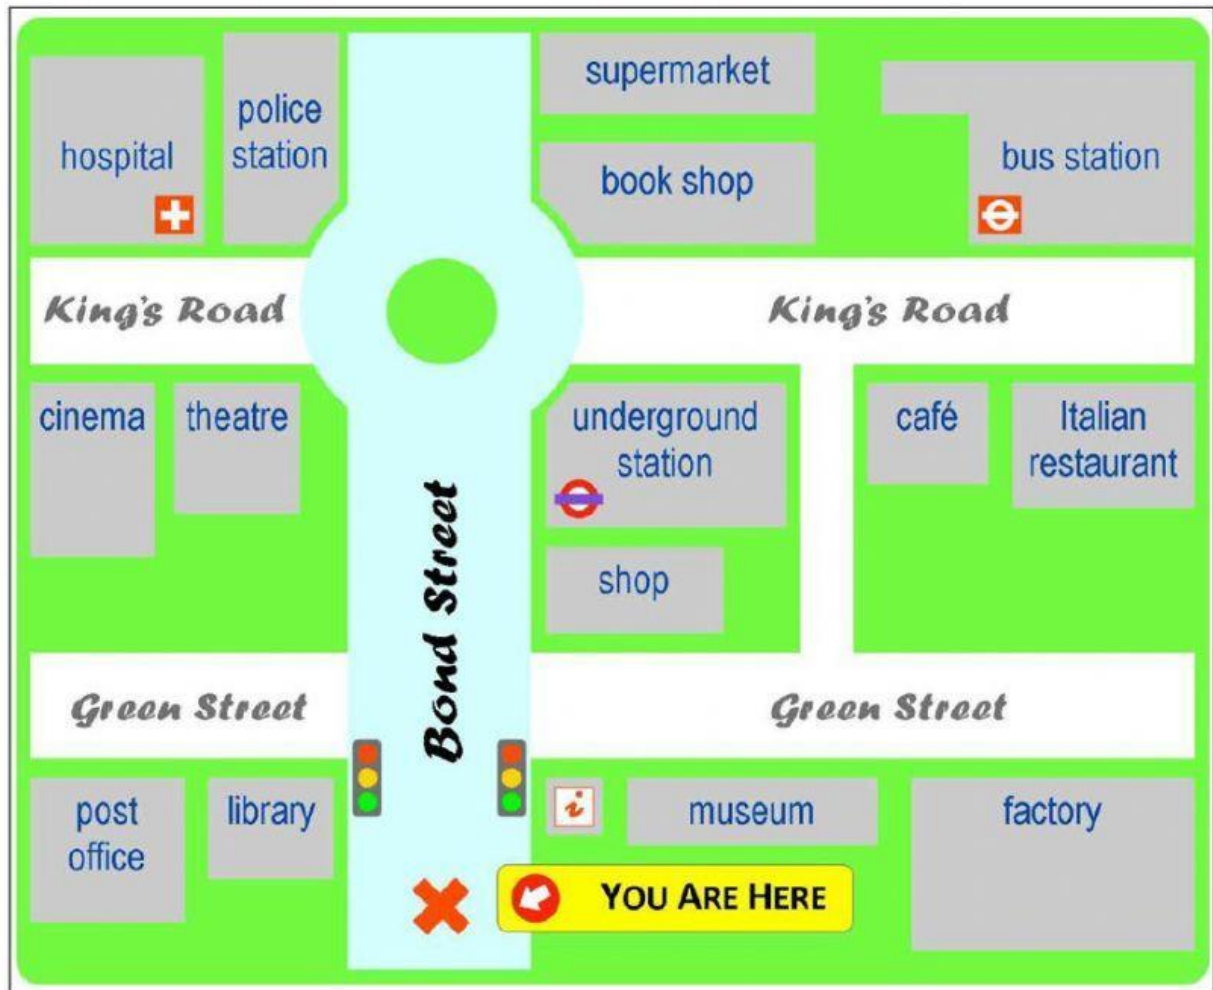 hospital
police
station
supermarket
book shop
bus station
King's Road
King's Road
cinema
theatre
underground
station
café
Italian
restaurant
Bond Street
shop
Green Street
Green Street
post
office
library
i
museum
factory
YOU ARE HERE